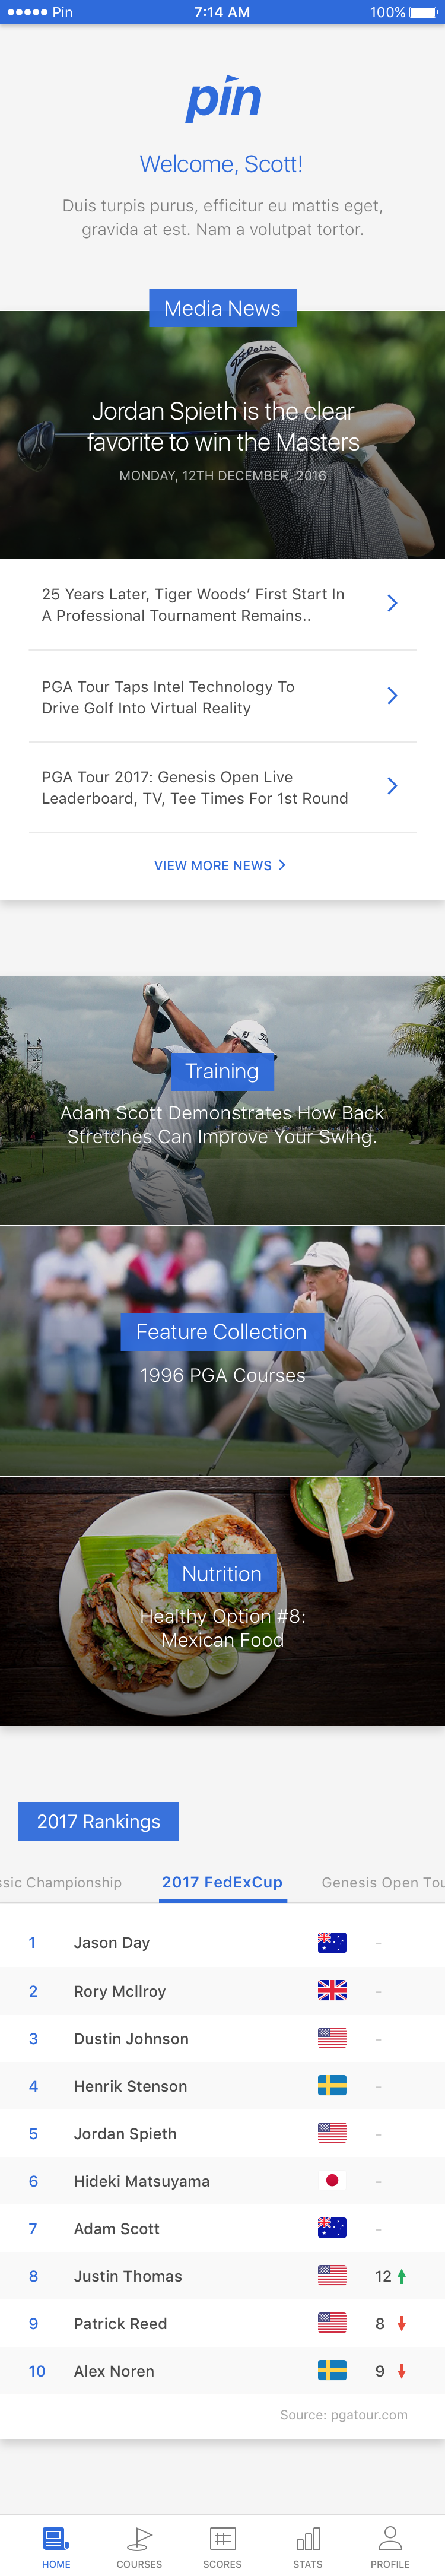 Pin 7:14 AM 100%
pin
Welcome, Scott!
Duis turpis purus, efficitur eu mattis eget,
gravida at est. Nam a volutpat tortor.
Media News
Titleist
Jordan Spieth is the clear
favorite to win the Masters
MONDAY, 12TH DECEMBER, 2016
25 Years Later, Tiger Woods’ First Start In
A Professional Tournament Remains..
PGA Tour Taps Intel Technology To
Drive Golf Into Virtual Reality
PGA Tour 2017: Genesis Open Live
Leaderboard, TV, Tee Times For 1st Round
VIEW MORE NEWS
FJ
Training
Adam Scott Demonstrates How Back
Stretches Can Improve Your Swing.
Feature Collection
1996 PGA Courses
Nutrition
Healthy Option #8:
Mexican Food
2017 Rankings
ssic Championship 2017 FedExCup Genesis Open Tou
1 Jason Day -
2 Rory McIlroy -
3 Dustin Johnson -
4 Henrik Stenson -
5 Jordan Spieth -
6 Hideki Matsuyama -
7 Adam Scott -
8 Justin Thomas 12
9 Patrick Reed 8
10 Alex Noren 9
Source: pgatour.com
HOME COURSES SCORES STATS PROFILE